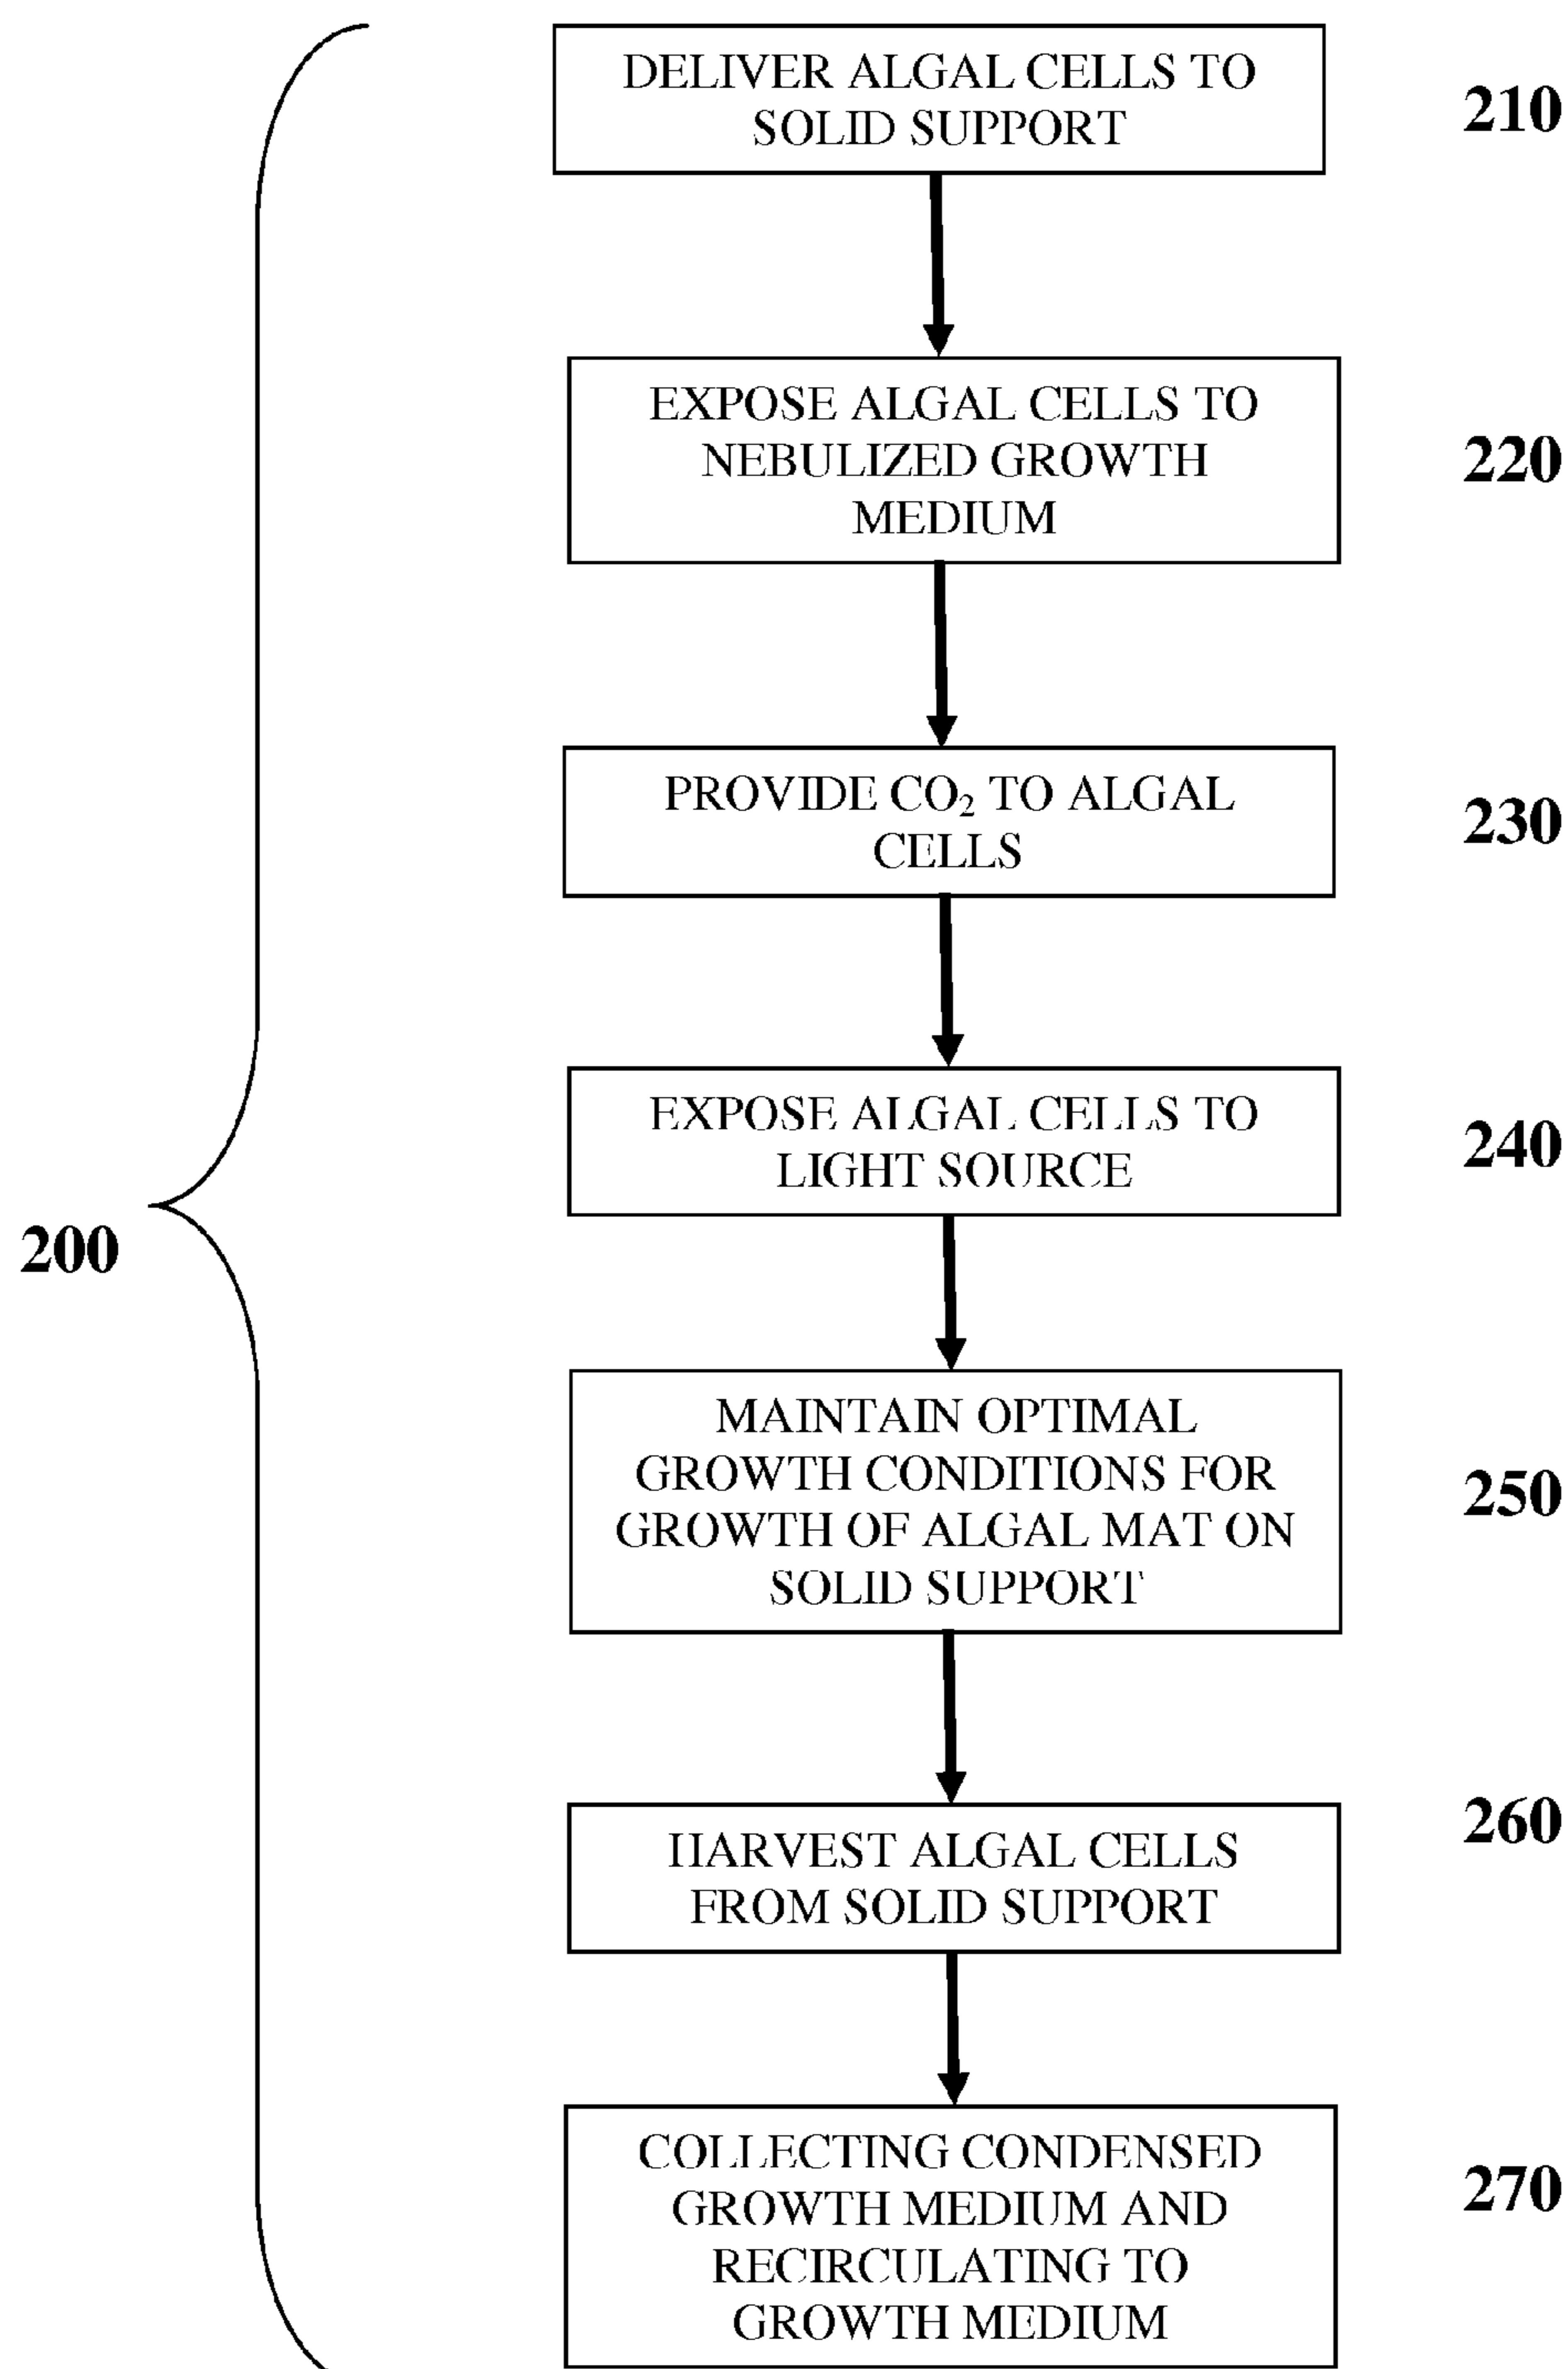 DELIVER ALGAL CELLS TO
SOLID SUPPORT
210
EXPOSE ALGAL CELLS TO
NEBULIZED GROWTH
MEDIUM
220
PROVIDE CO₂ TO ALGAL
CELLS
230
EXPOSE ALGAL CELLS TO
LIGHT SOURCE
240
200
MAINTAIN OPTIMAL
GROWTH CONDITIONS FOR
GROWTH OF ALGAL MAT ON
SOLID SUPPORT
250
HARVEST ALGAL CELLS
FROM SOLID SUPPORT
260
COLLECTING CONDENSED
GROWTH MEDIUM AND
RECIRCULATING TO
GROWTH MEDIUM
270